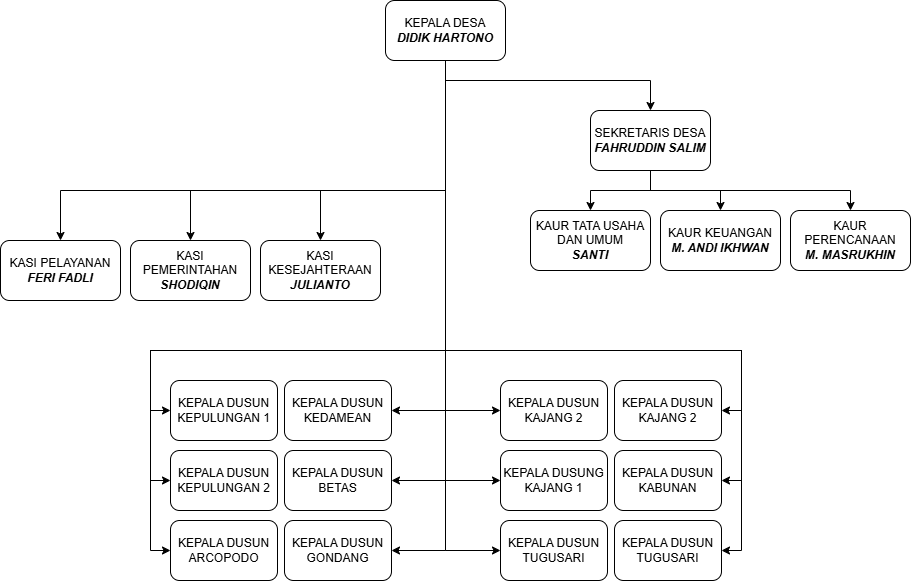 KEPALA DESA
DIDIK HARTONO
SEKRETARIS DESA
FAHRUDDIN SALIM
KAUR TATA USAHA
DAN UMUM
SANTI
KAUR KEUANGAN
M. ANDI IKHWAN
KAUR
PERENCANAAN
M. MASRUKHIN
KASI PELAYANAN
FERI FADLI
KASI
PEMERINTAHAN
SHODIQIN
KASI
KESEJAHTERAAN
JULIANTO
KEPALA DUSUN
KEPULUNGAN 1
KEPALA DUSUN
KEDAMEAN
KEPALA DUSUN
KAJANG 2
KEPALA DUSUN
KAJANG 2
KEPALA DUSUN
KEPULUNGAN 2
KEPALA DUSUN
BETAS
KEPALA DUSUNG
KAJANG 1
KEPALA DUSUN
KABUNAN
KEPALA DUSUN
ARCOPODO
KEPALA DUSUN
GONDANG
KEPALA DUSUN
TUGUSARI
KEPALA DUSUN
TUGUSARI